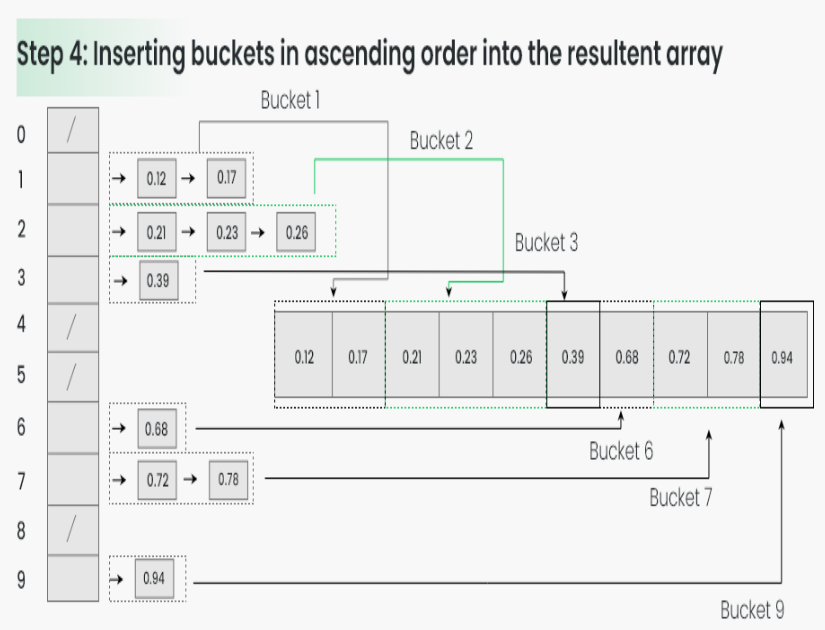 Step 4: Inserting buckets in ascending order into the resultent array
Bucket 1
Bucket 2
0 /
1 → 0.12 → 0.17
2 → 0.21 → 0.23 → 0.26
Bucket 3
3 → 0.39
4 /
0.12 0.17 0.21 0.23 0.26 0.39 0.68 0.72 0.78 0.94
5 /
6 → 0.68
Bucket 6
7 → 0.72 → 0.78
Bucket 7
8 /
9 → 0.94
Bucket 9